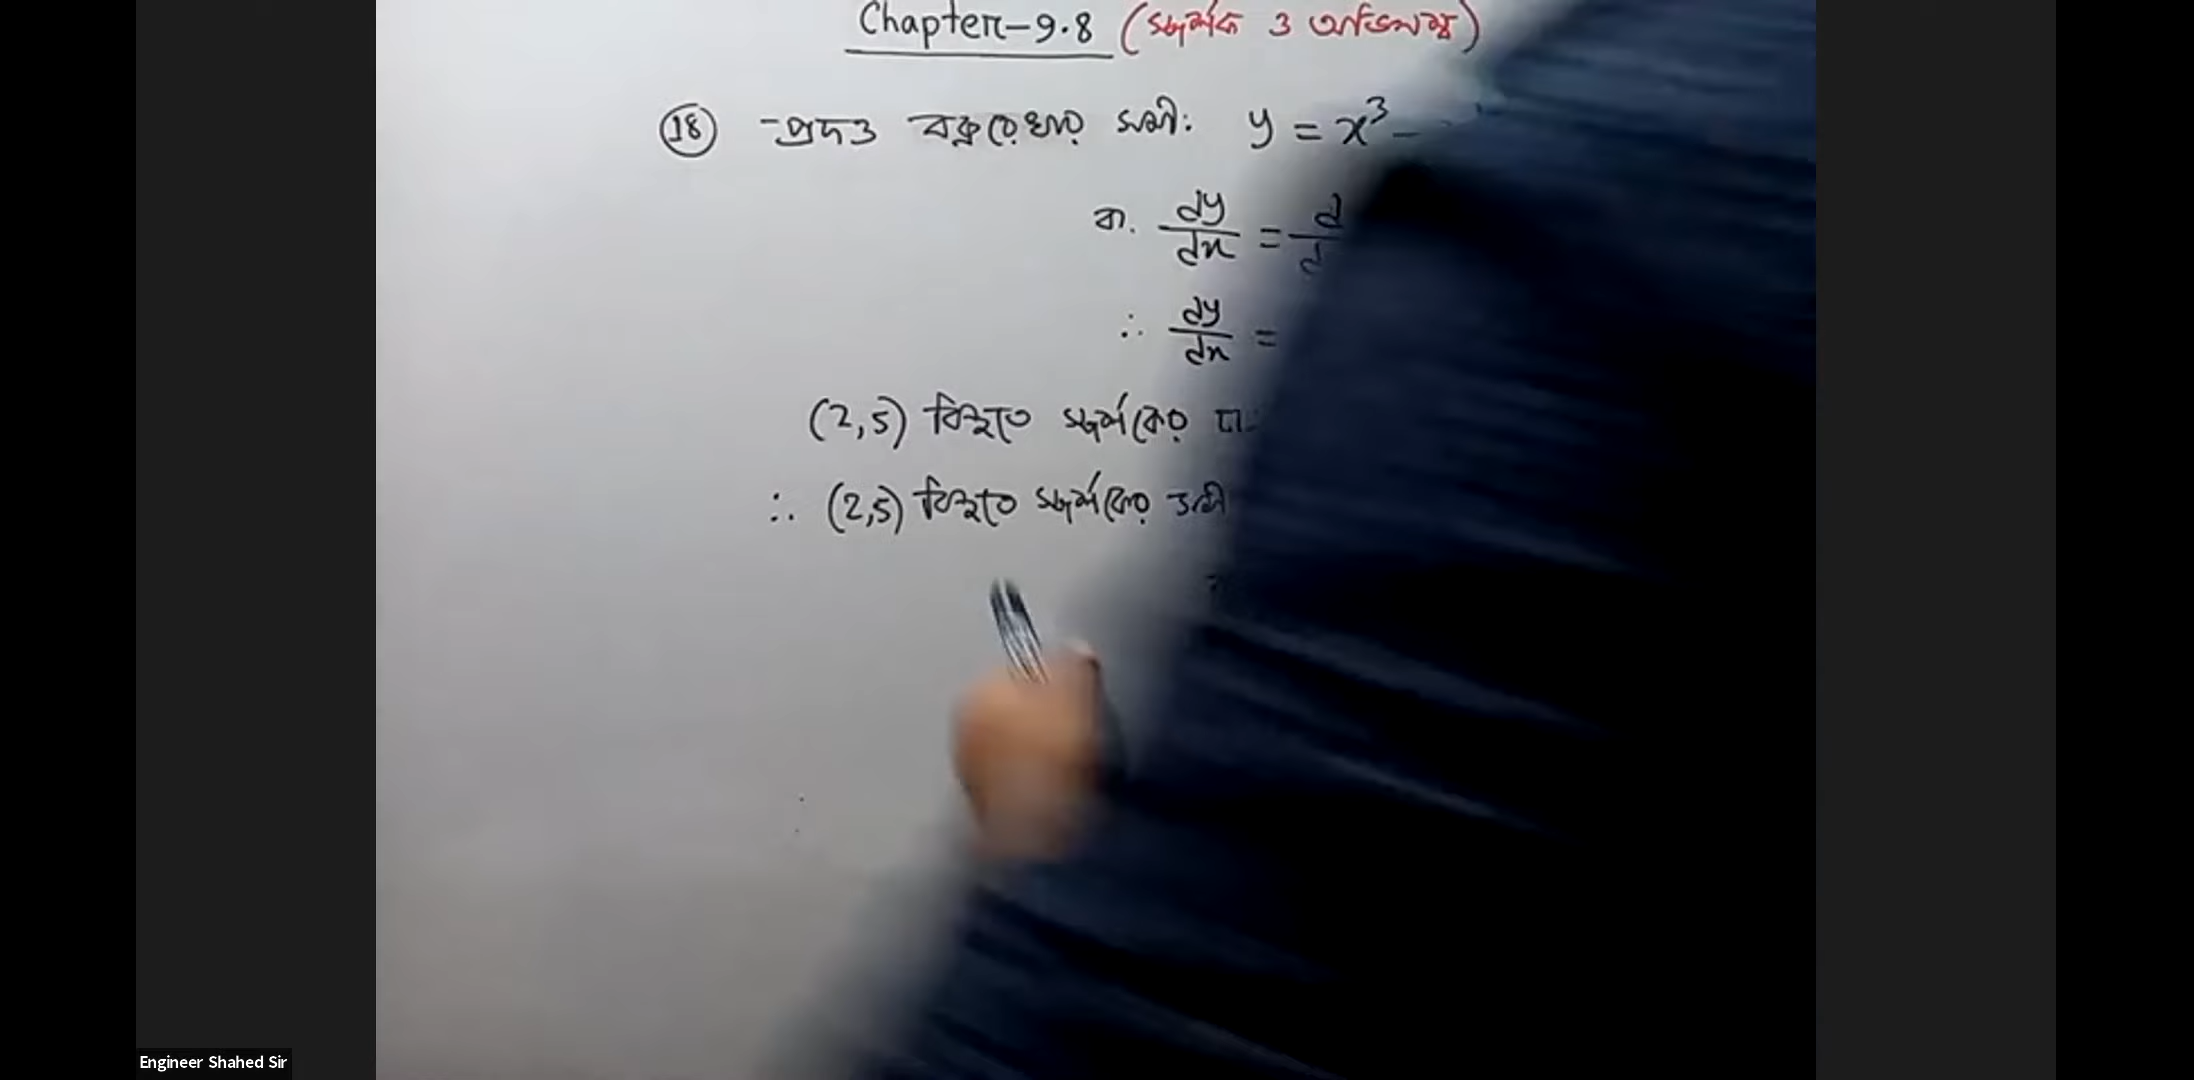 Chapter-9.8 (স্পর্শক ও অভিলম্ব)
(18) প্রদত্ত বক্ররেখার সমী: y = x³ -
বা. dy/dx = d/d
∴ dy/dx =
(2,5) বিন্দুতে স্পর্শকের
∴ (2,5) বিন্দুতে স্পর্শকের সমী
Engineer Shahed Sir